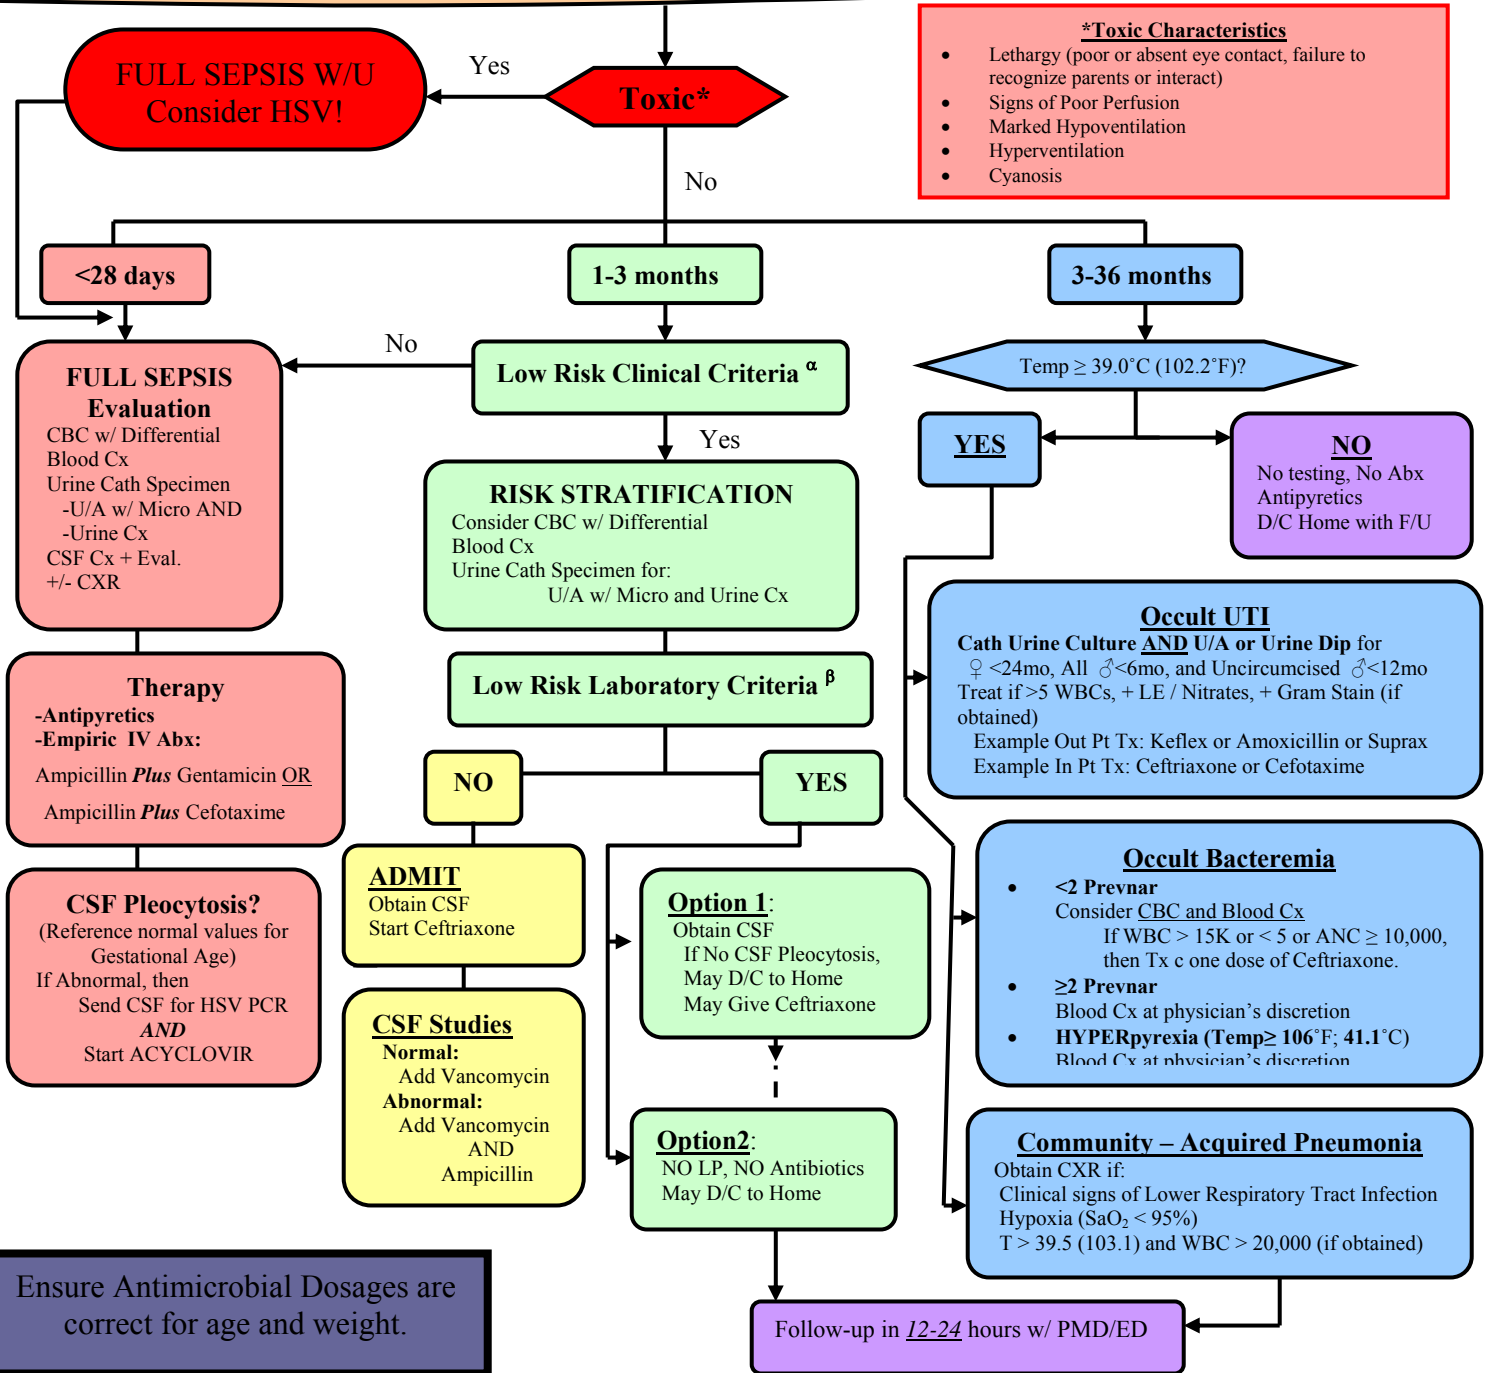 FULL SEPSIS W/U
Consider HSV!
Yes
Toxic*
No
*Toxic Characteristics
• Lethargy (poor or absent eye contact, failure to
recognize parents or interact)
• Signs of Poor Perfusion
• Marked Hypoventilation
• Hyperventilation
• Cyanosis
<28 days
1-3 months
3-36 months
No
Low Risk Clinical Criteria α
Yes
Temp ≥ 39.0˚C (102.2˚F)?
FULL SEPSIS
Evaluation
CBC w/ Differential
Blood Cx
Urine Cath Specimen
-U/A w/ Micro AND
-Urine Cx
CSF Cx + Eval.
+/- CXR
RISK STRATIFICATION
Consider CBC w/ Differential
Blood Cx
Urine Cath Specimen for:
U/A w/ Micro and Urine Cx
YES
NO
No testing, No Abx
Antipyretics
D/C Home with F/U
Occult UTI
Cath Urine Culture AND U/A or Urine Dip for
♀ <24mo, All ♂<6mo, and Uncircumcised ♂<12mo
Treat if >5 WBCs, + LE / Nitrates, + Gram Stain (if
obtained)
Example Out Pt Tx: Keflex or Amoxicillin or Suprax
Example In Pt Tx: Ceftriaxone or Cefotaxime
Therapy
-Antipyretics
-Empiric IV Abx:
Ampicillin Plus Gentamicin OR
Ampicillin Plus Cefotaxime
Low Risk Laboratory Criteria β
NO
YES
CSF Pleocytosis?
(Reference normal values for
Gestational Age)
If Abnormal, then
Send CSF for HSV PCR
AND
Start ACYCLOVIR
ADMIT
Obtain CSF
Start Ceftriaxone
CSF Studies
Normal:
Add Vancomycin
Abnormal:
Add Vancomycin
AND
Ampicillin
Option 1:
Obtain CSF
If No CSF Pleocytosis,
May D/C to Home
May Give Ceftriaxone
Option2:
NO LP, NO Antibiotics
May D/C to Home
Occult Bacteremia
• <2 Prevnar
Consider CBC and Blood Cx
If WBC > 15K or < 5 or ANC ≥ 10,000,
then Tx c one dose of Ceftriaxone.
• ≥2 Prevnar
Blood Cx at physician’s discretion
• HYPERpyrexia (Temp≥ 106˚F; 41.1˚C)
Blood Cx at physician’s discretion
Community – Acquired Pneumonia
Obtain CXR if:
Clinical signs of Lower Respiratory Tract Infection
Hypoxia (SaO2 < 95%)
T > 39.5 (103.1) and WBC > 20,000 (if obtained)
Ensure Antimicrobial Dosages are
correct for age and weight.
Follow-up in 12-24 hours w/ PMD/ED